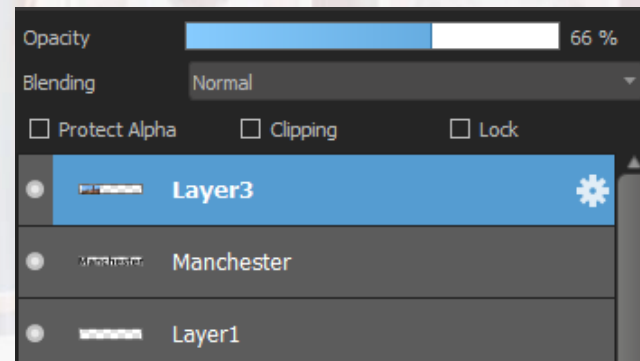 Opacity 66 %
Blending Normal
Protect Alpha Clipping Lock
Layer3
Manchester Manchester
Layer1